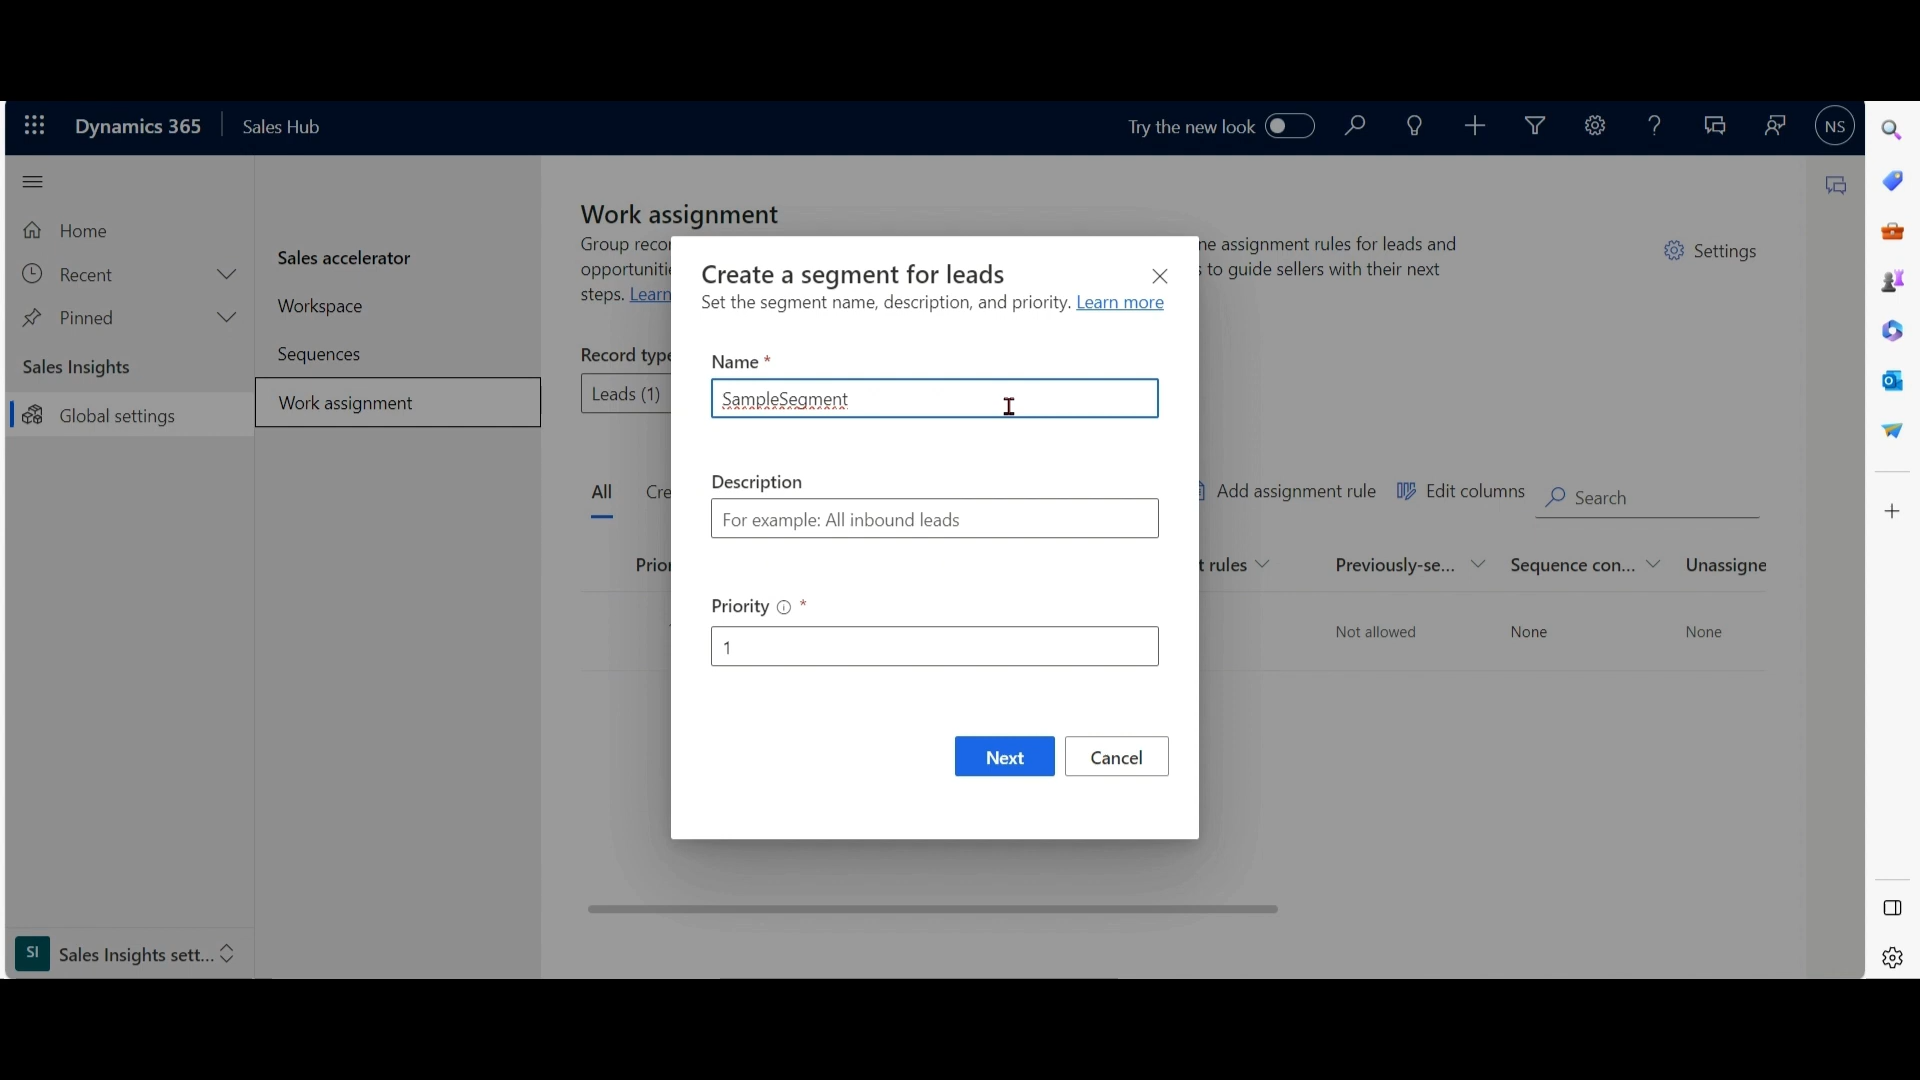 Dynamics 365
Sales Hub
Try the new look
NS
Home
Recent
Pinned
Sales Insights
Global settings
SI
Sales Insights sett...
Sales accelerator
Workspace
Sequences
Work assignment
Work assignment
Group
ne assignment rules for leads and
to guide sellers with their next
steps. Learn
Settings
Record type
Leads (1)
All
Cre
Add assignment rule
Edit columns
Search
Prior
t rules
Previously-se...
Sequence con...
Unassigne
Not allowed
None
None
Create a segment for leads
Set the segment name, description, and priority. Learn more
Name *
SampleSegment
Description
For example: All inbound leads
Priority *
1
Next
Cancel